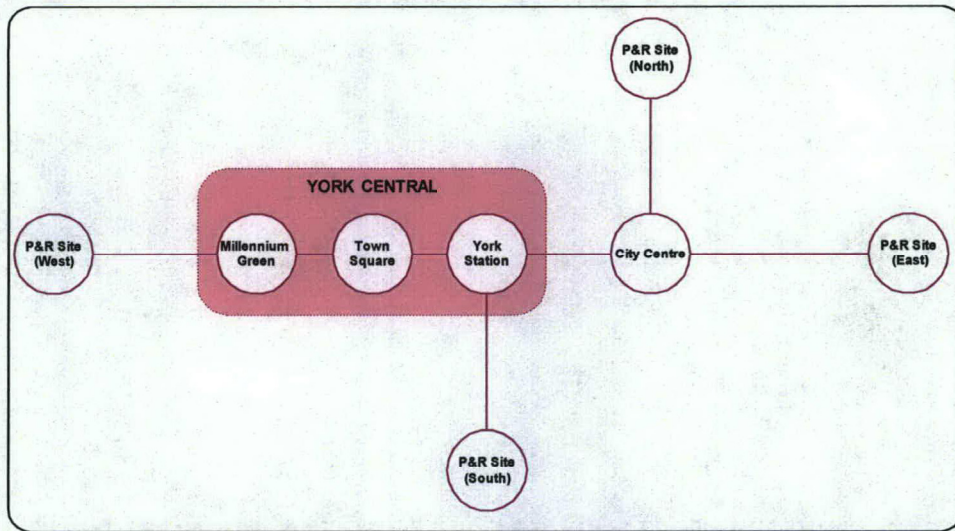 P&R Site
(North)
YORK CENTRAL
P&R Site
(West)
Millennium
Green
Town
Square
York
Station
City Centre
P&R Site
(East)
P&R Site
(South)